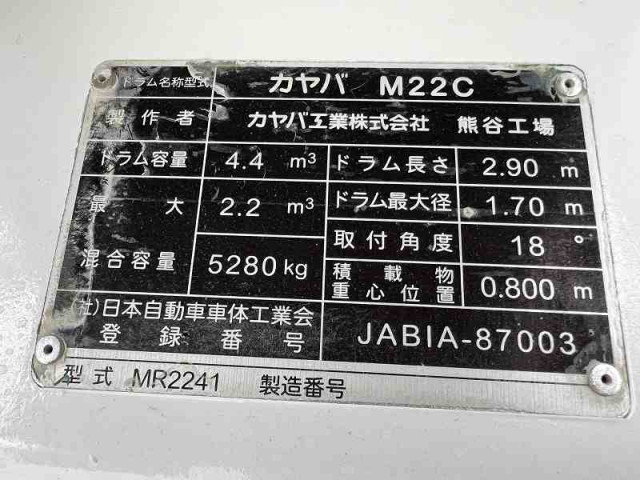 ドラム名称型式 カヤバ M22C
製作者 カヤバ工業株式会社 熊谷工場
ドラム容量 4.4 m³ ドラム長さ 2.90 m
最大 2.2 m³ ドラム最大径 1.70 m
取付角度 18 °
混合容量 5280kg 積載物重心位置 0.800 m
社)日本自動車車体工業会
登録番号 JABIA-87003
型式 MR2241 製造番号